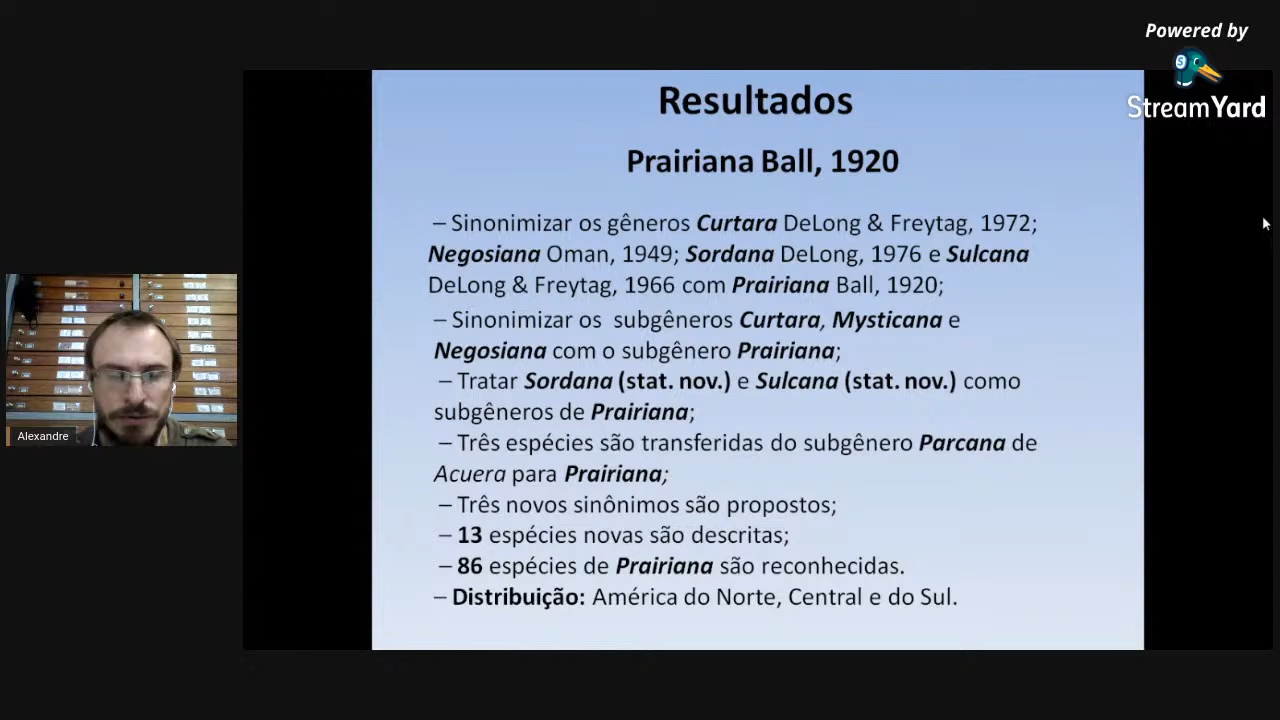 Powered by
StreamYard
Resultados
Prairiana Ball, 1920
– Sinonimizar os gêneros Curtara DeLong & Freytag, 1972;
Negosiana Oman, 1949; Sordana DeLong, 1976 e Sulcana
DeLong & Freytag, 1966 com Prairiana Ball, 1920;
– Sinonimizar os subgêneros Curtara, Mysticana e
Negosiana com o subgênero Prairiana;
– Tratar Sordana (stat. nov.) e Sulcana (stat. nov.) como
subgêneros de Prairiana;
– Três espécies são transferidas do subgênero Parcana de
Acuera para Prairiana;
– Três novos sinônimos são propostos;
– 13 espécies novas são descritas;
– 86 espécies de Prairiana são reconhecidas.
– Distribuição: América do Norte, Central e do Sul.
Alexandre